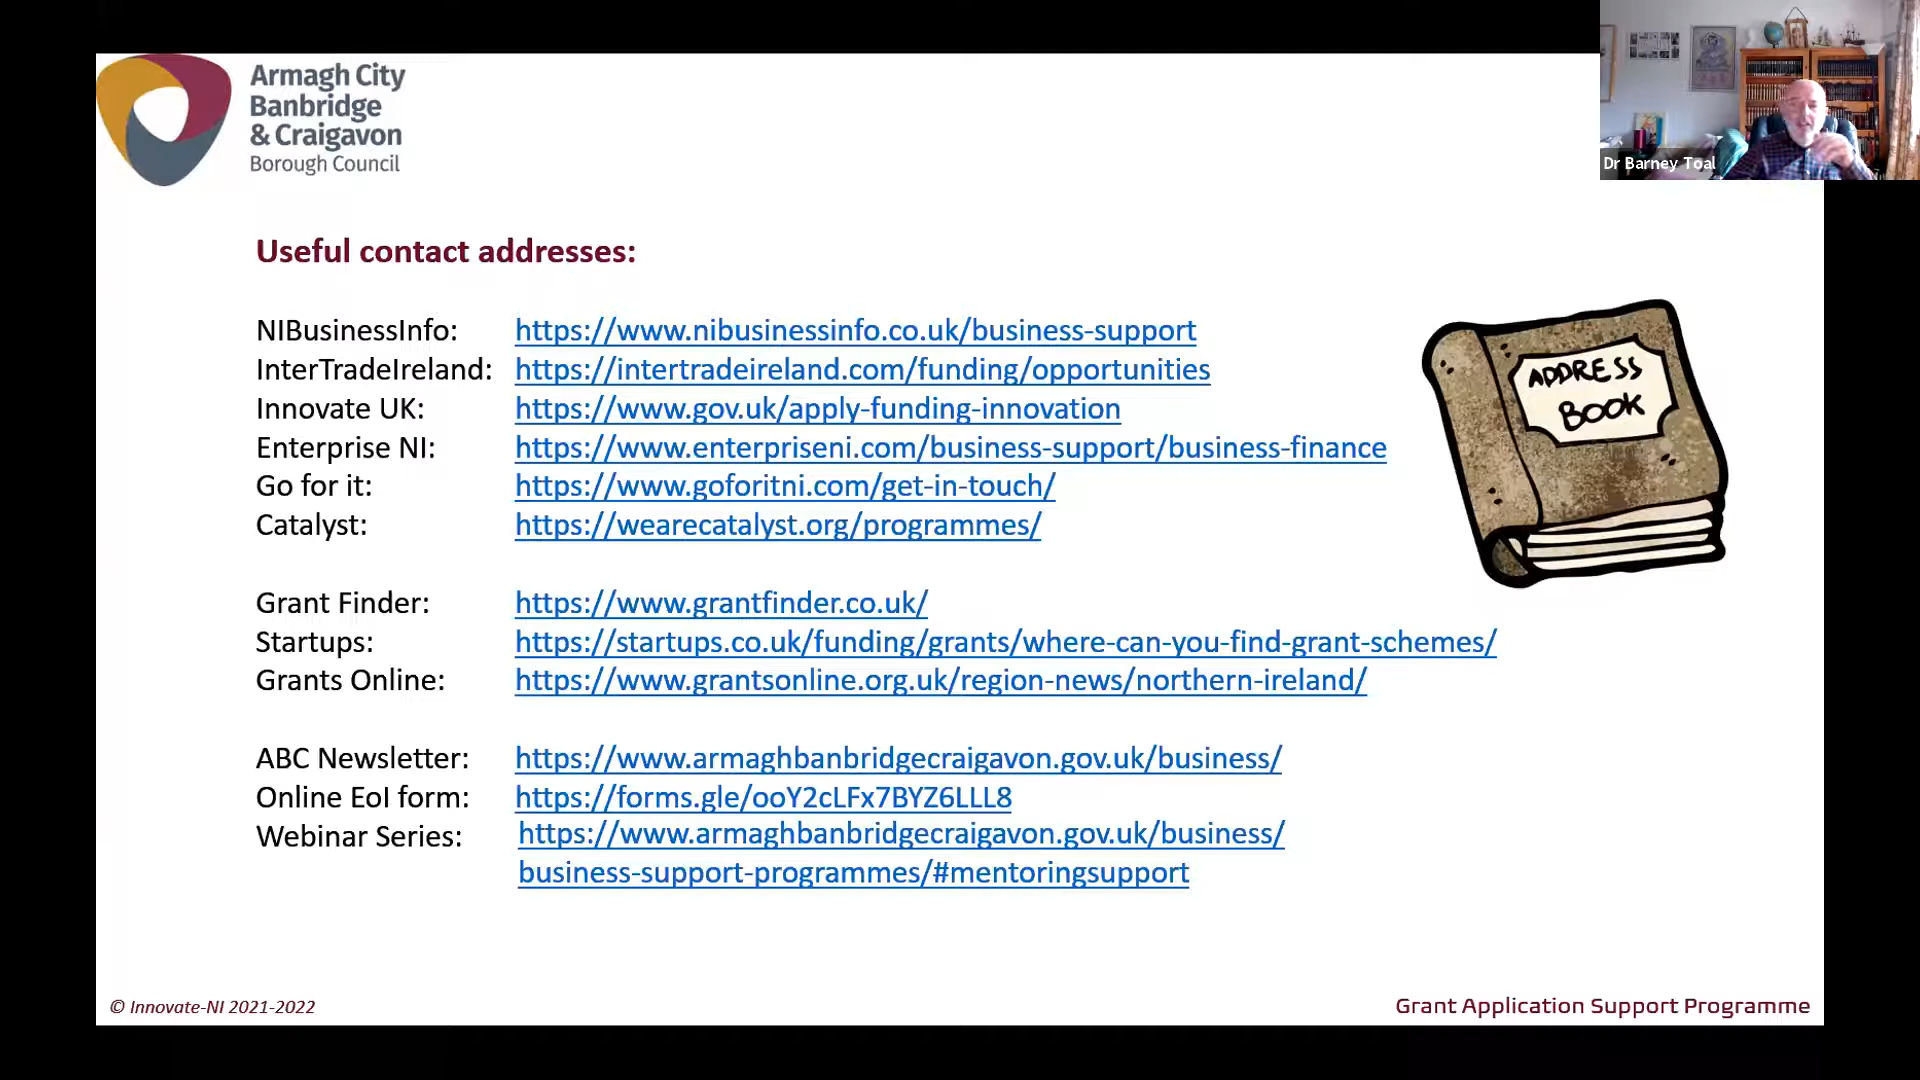 Armagh City
Banbridge
& Craigavon
Borough Council
Dr Barney Toal
Useful contact addresses:
NIBusinessInfo: https://www.nibusinessinfo.co.uk/business-support
InterTradeIreland: https://intertradeireland.com/funding/opportunities
Innovate UK: https://www.gov.uk/apply-funding-innovation
Enterprise NI: https://www.enterpriseni.com/business-support/business-finance
Go for it: https://www.goforitni.com/get-in-touch/
Catalyst: https://wearecatalyst.org/programmes/
ADDRESS
BOOK
Grant Finder: https://www.grantfinder.co.uk/
Startups: https://startups.co.uk/funding/grants/where-can-you-find-grant-schemes/
Grants Online: https://www.grantsonline.org.uk/region-news/northern-ireland/
ABC Newsletter: https://www.armaghbanbridgecraigavon.gov.uk/business/
Online EoI form: https://forms.gle/ooY2cLFx7BYZ6LLL8
Webinar Series: https://www.armaghbanbridgecraigavon.gov.uk/business/
business-support-programmes/#mentoringsupport
© Innovate-NI 2021-2022
Grant Application Support Programme